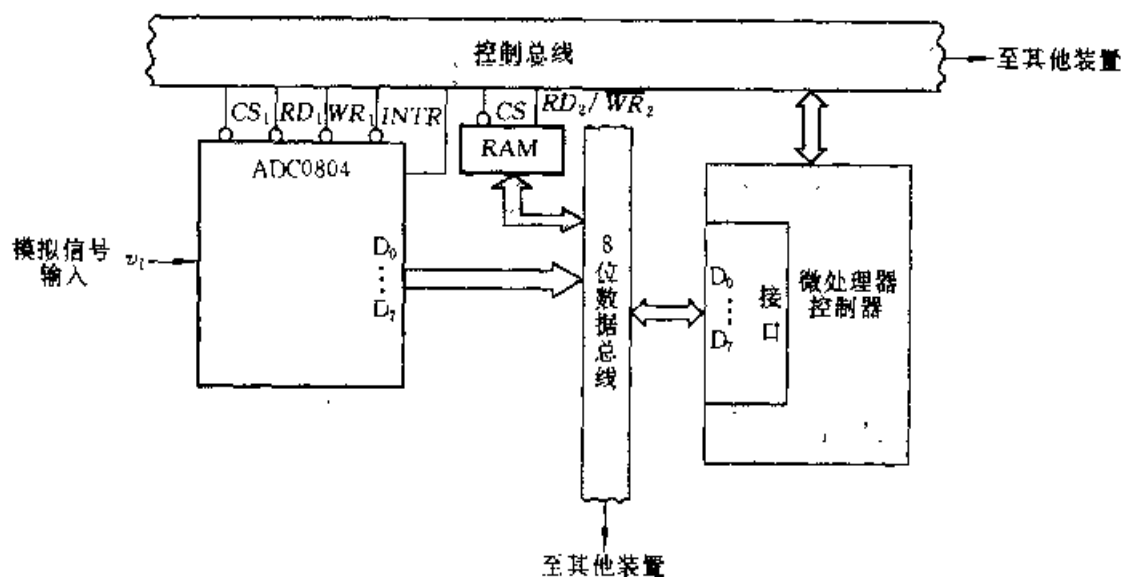 控制总线
至其他装置
CS₁ RD₁ WR₁ INTR
CS RD₂/W̅R̅₂
RAM
ADC0804
模拟信号
输入
v_I
D₀
⋮
D₇
8
位
数
据
总
线
D₀
⋮
D₇
接
口
微处理器
控制器
至其他装置